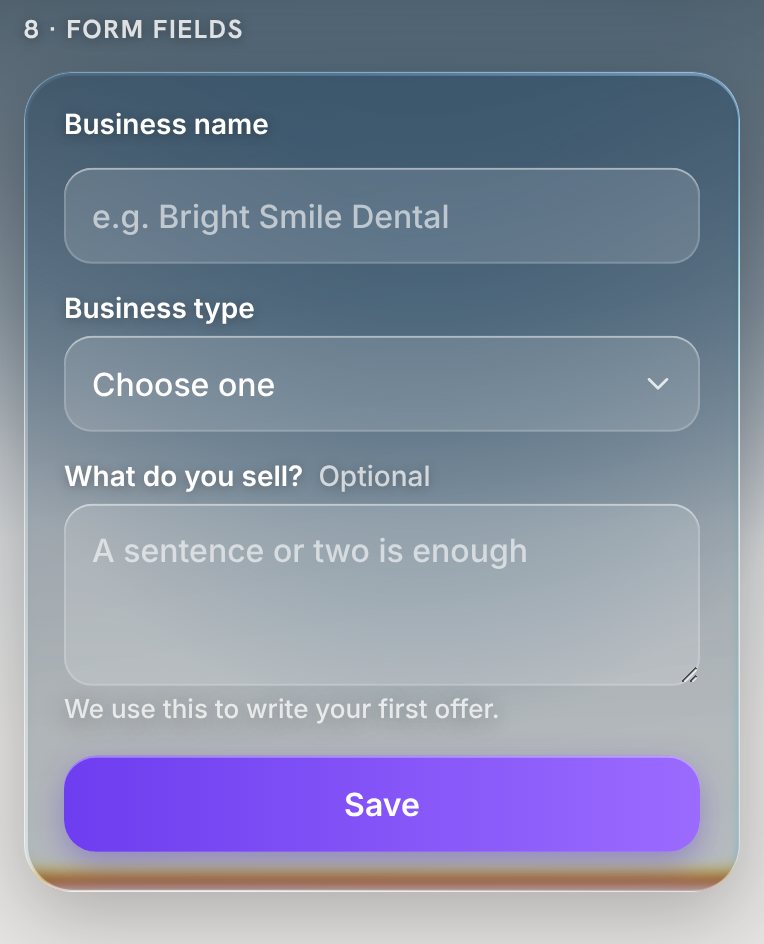 8 · FORM FIELDS
Business name
e.g. Bright Smile Dental
Business type
Choose one
What do you sell? Optional
A sentence or two is enough
We use this to write your first offer.
Save